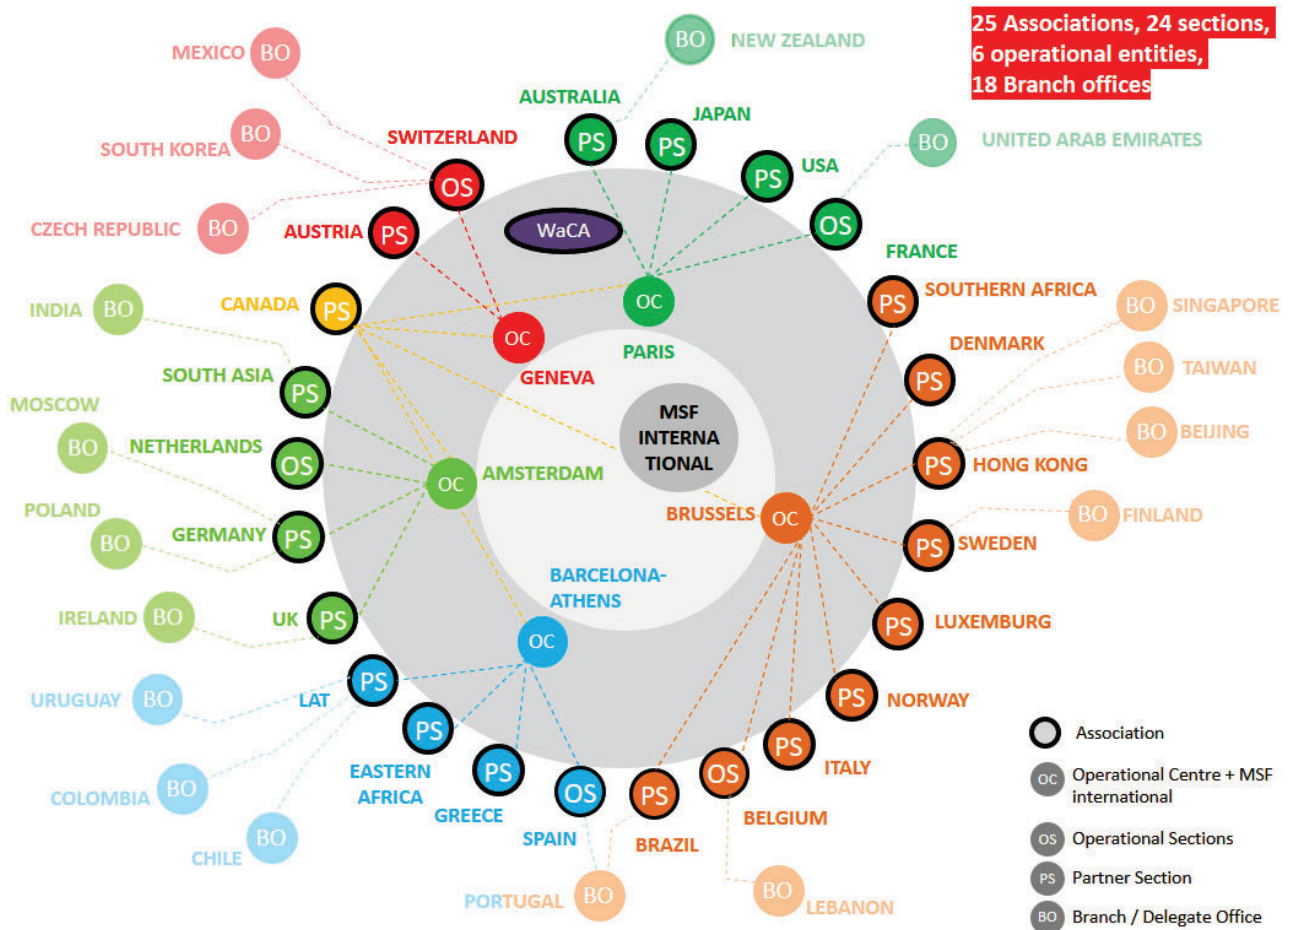 25 Associations, 24 sections,
6 operational entities,
18 Branch offices
MEXICO
BO
BO
NEW ZEALAND
AUSTRALIA
JAPAN
SOUTH KOREA
BO
SWITZERLAND
PS
PS
BO
UNITED ARAB EMIRATES
OS
PS
USA
CZECH REPUBLIC
BO
AUSTRIA
PS
WaCA
OS
FRANCE
INDIA
BO
CANADA
PS
OC
PARIS
PS
SOUTHERN AFRICA
BO
SINGAPORE
OC
GENEVA
DENMARK
PS
BO
TAIWAN
SOUTH ASIA
PS
MOSCOW
BO
MSF
INTERNA
TIONAL
BO
BEIJING
NETHERLANDS
OS
OC
AMSTERDAM
PS
HONG KONG
POLAND
BO
GERMANY
PS
BRUSSELS
OC
PS
SWEDEN
BO
FINLAND
BARCELONA-
ATHENS
OC
IRELAND
BO
UK
PS
PS
LUXEMBURG
URUGUAY
BO
LAT
PS
PS
NORWAY
EASTERN
AFRICA
PS
PS
ITALY
COLOMBIA
BO
GREECE
PS
SPAIN
OS
BRAZIL
PS
BELGIUM
OS
CHILE
BO
PORTUGAL
BO
BO
LEBANON
Association
OC
Operational Centre + MSF
international
OS
Operational Sections
PS
Partner Section
BO
Branch / Delegate Office